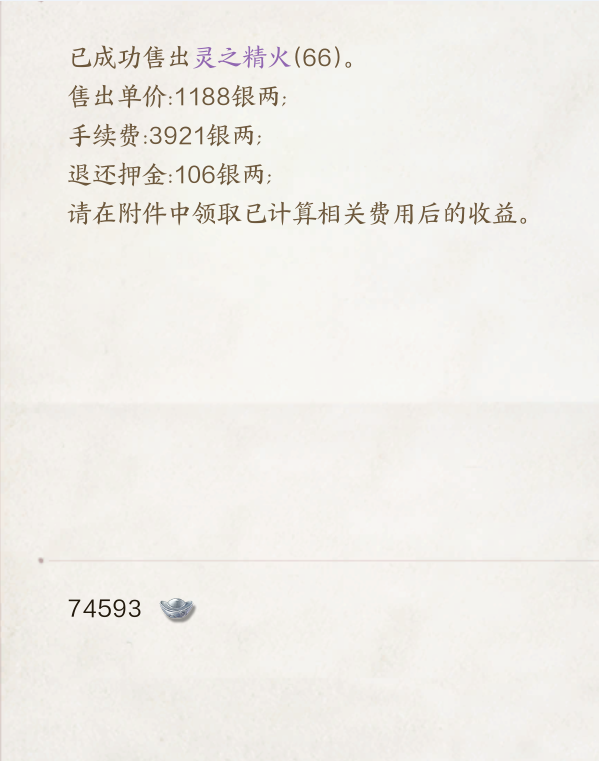 已成功售出灵之精火(66)。
售出单价:1188银两;
手续费:3921银两;
退还押金:106银两;
请在附件中领取已计算相关费用后的收益。
74593